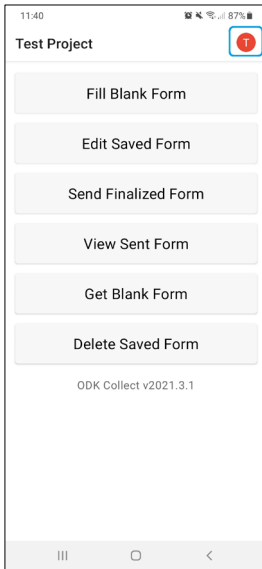 11:40 87%
Test Project T
Fill Blank Form
Edit Saved Form
Send Finalized Form
View Sent Form
Get Blank Form
Delete Saved Form
ODK Collect v2021.3.1